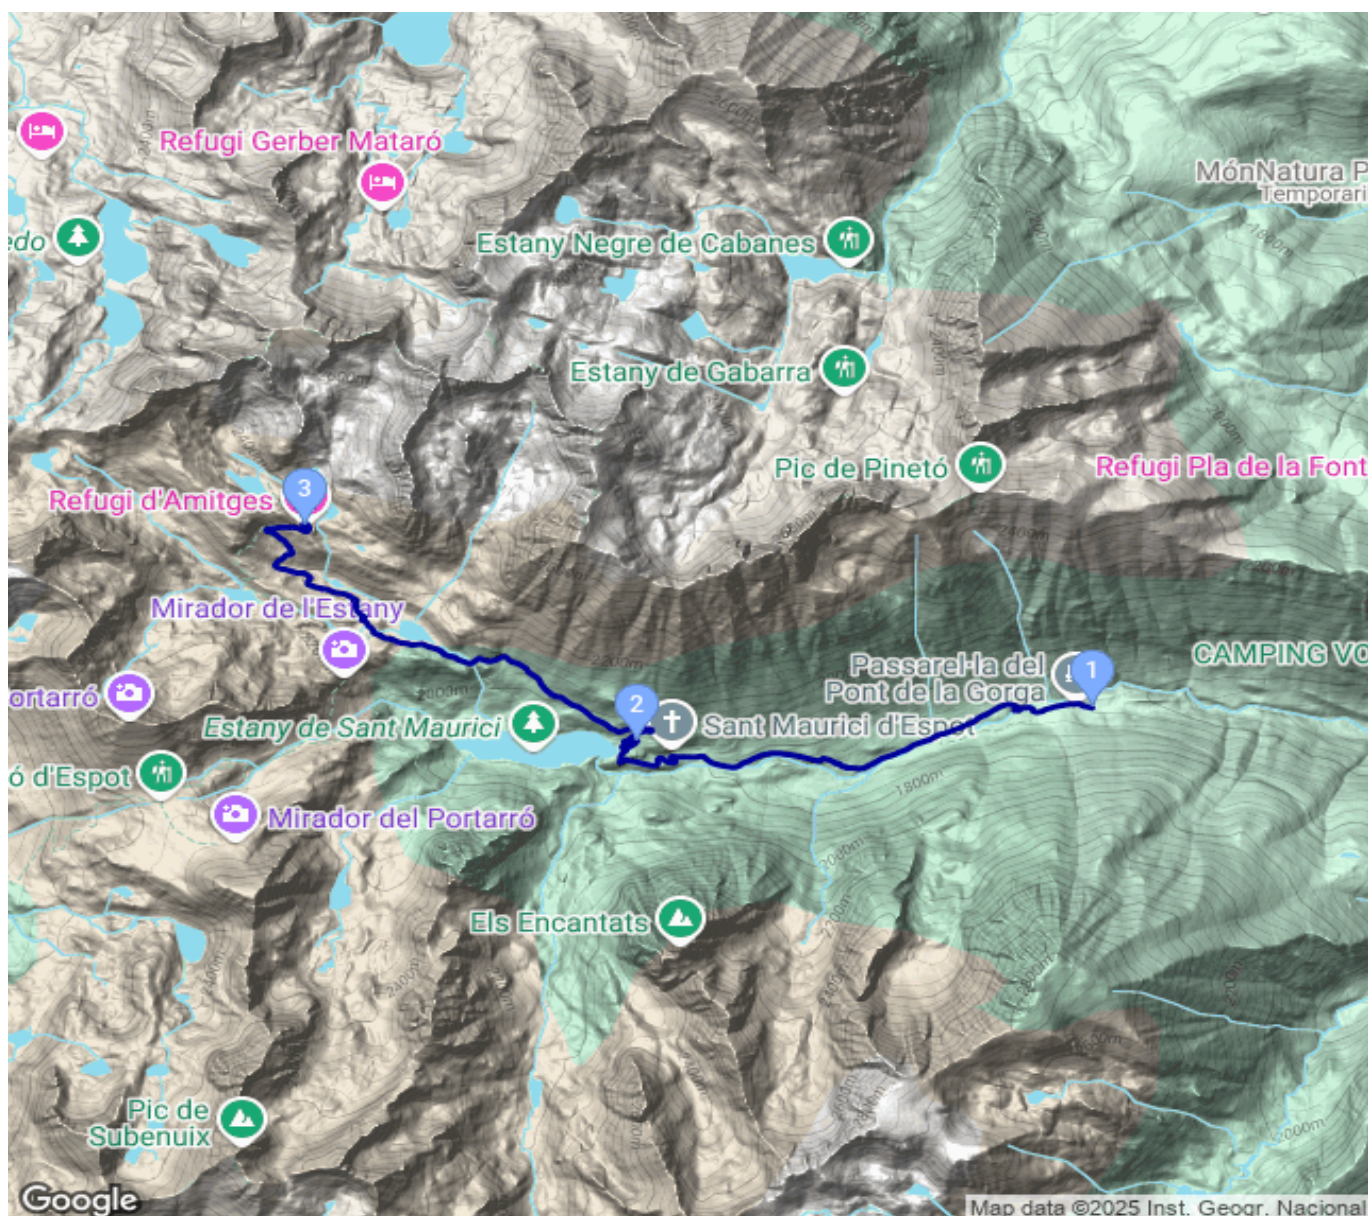 Refugi Gerber Mataró
MónNatura P
Temporar
edo
Estany Negre de Cabanes
Estany de Gabarra
Pic de Pinetó
Refugi Pla de la Font
Refugi d'Amitges
3
Mirador de l'Estany
Passarel·la del
Pont de la Gorga
1
CAMPING VO
ortarró
2
Estany de Sant Maurici
Sant Maurici d'Espot
ó d'Espot
1800m
Mirador del Portarró
2000m
2200m
2400m
Els Encantats
Pic de
Subenuix
2000m
Google
Map data ©2025 Inst. Geogr. Nacional